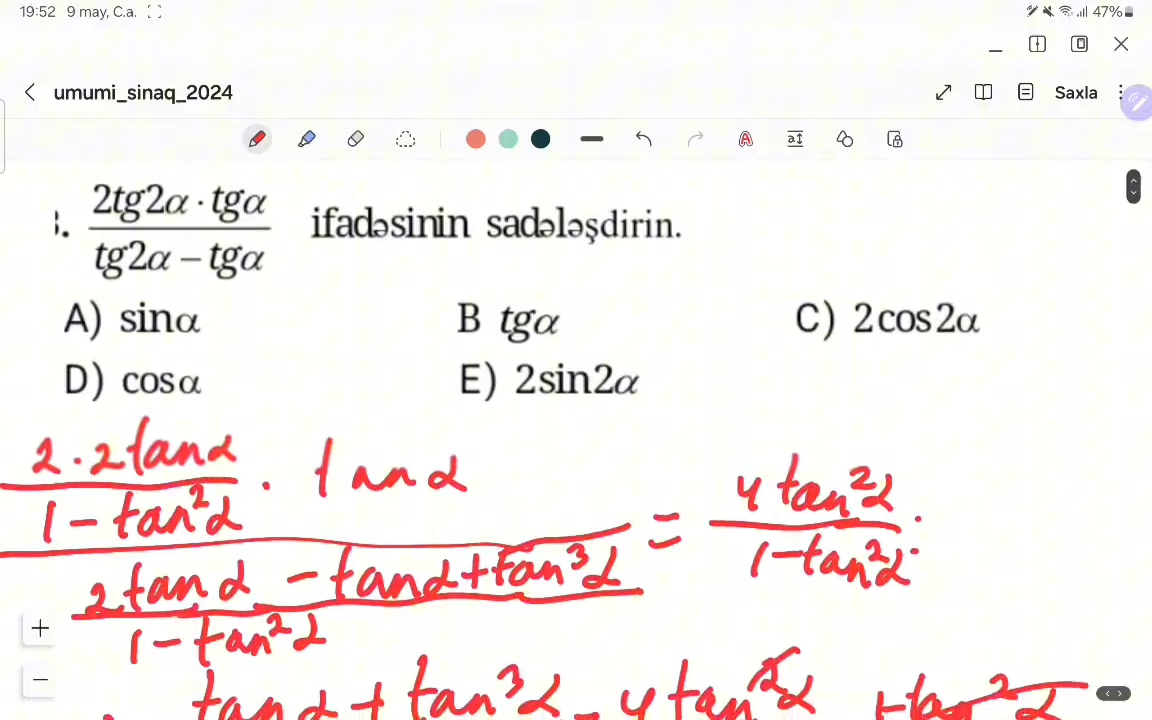 19:52 9 may, C.a. 47%
umumi_sinaq_2024 Saxla
2tg2α · tgα / tg2α – tgα ifadəsinin sadələşdirin.
A) sinα B tgα C) 2cos2α
D) cosα E) 2sin2α
2 · 2tanα / 1 – tan²α · tanα / 2tanα – tanα + tan³α / 1 – tan²α = 4tan²α / 1 – tan²α :
: tanα + tan³α 4tan²α